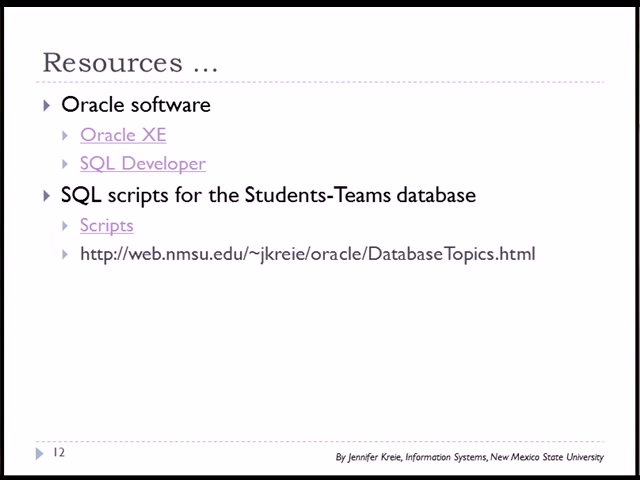 Resources ...
Oracle software
Oracle XE
SQL Developer
SQL scripts for the Students-Teams database
Scripts
http://web.nmsu.edu/~jkreie/oracle/DatabaseTopics.html
12
By Jennifer Kreie, Information Systems, New Mexico State University